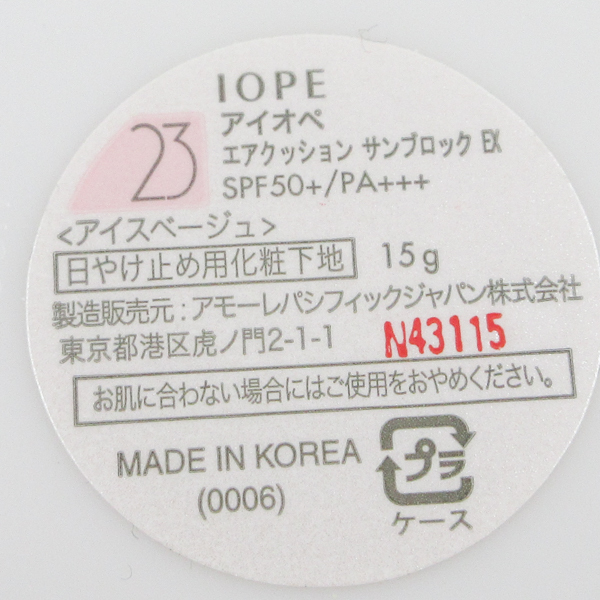 IOPE
23
アイオペ
エアクッション サンブロック EX
SPF50+/PA+++
<アイスベージュ>
日やけ止め用化粧下地 15g
製造販売元:アモーレパシフィックジャパン株式会社
東京都港区虎ノ門2-1-1 N43115
お肌に合わない場合にはご使用をおやめください。
MADE IN KOREA
(0006)
プラ
ケース